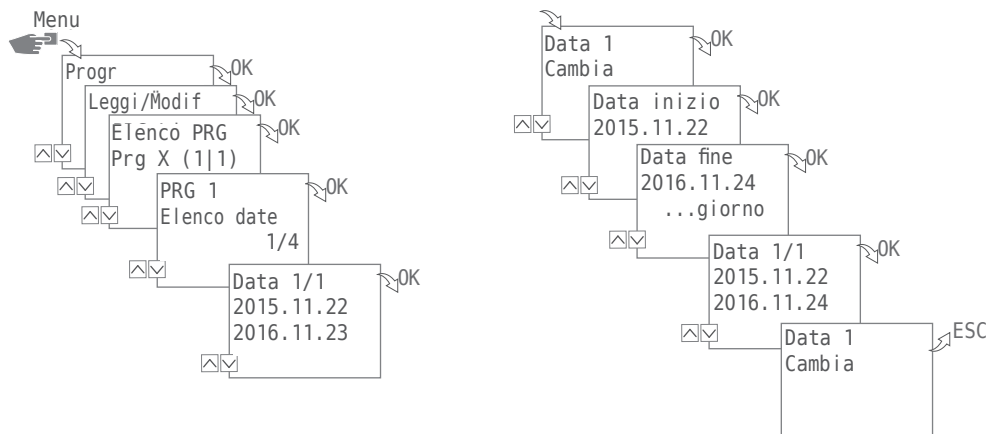 Menu
Progr
OK
Leggi/Modif
OK
Elenco PRG
Prg X (1|1)
OK
PRG 1
Elenco date
1/4
OK
Data 1/1
2015.11.22
2016.11.23
OK
Data 1
Cambia
OK
Data inizio
2015.11.22
OK
Data fine
2016.11.24
...giorno
OK
Data 1/1
2015.11.22
2016.11.24
OK
Data 1
Cambia
ESC